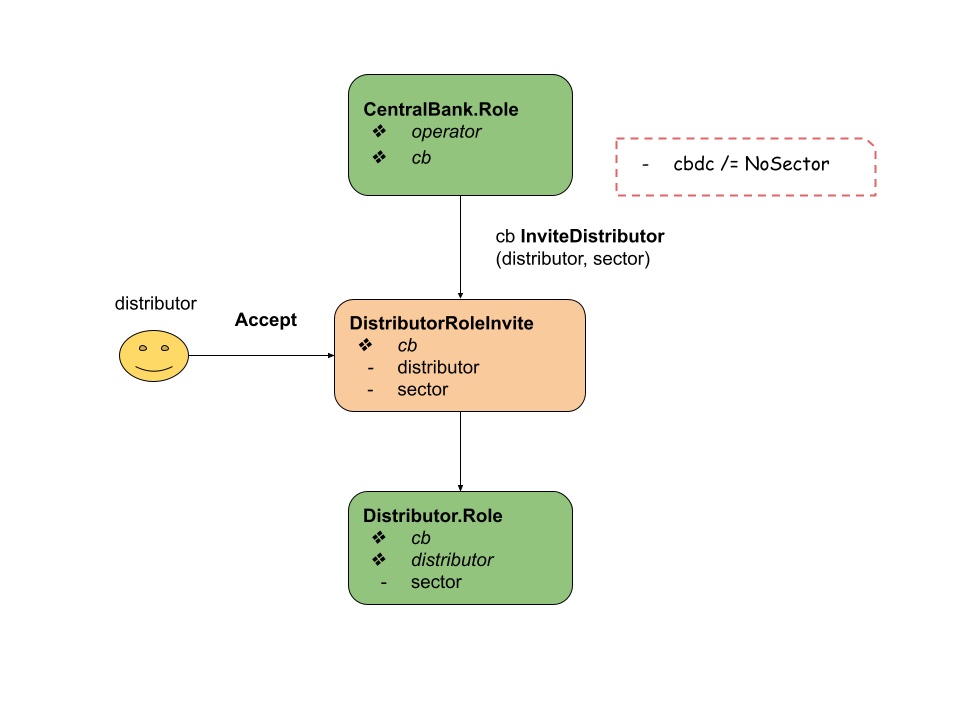 CentralBank.Role
❖ operator
❖ cb
- cbdc /= NoSector
cb InviteDistributor
(distributor, sector)
distributor
Accept
DistributorRoleInvite
❖ cb
- distributor
- sector
Distributor.Role
❖ cb
❖ distributor
- sector